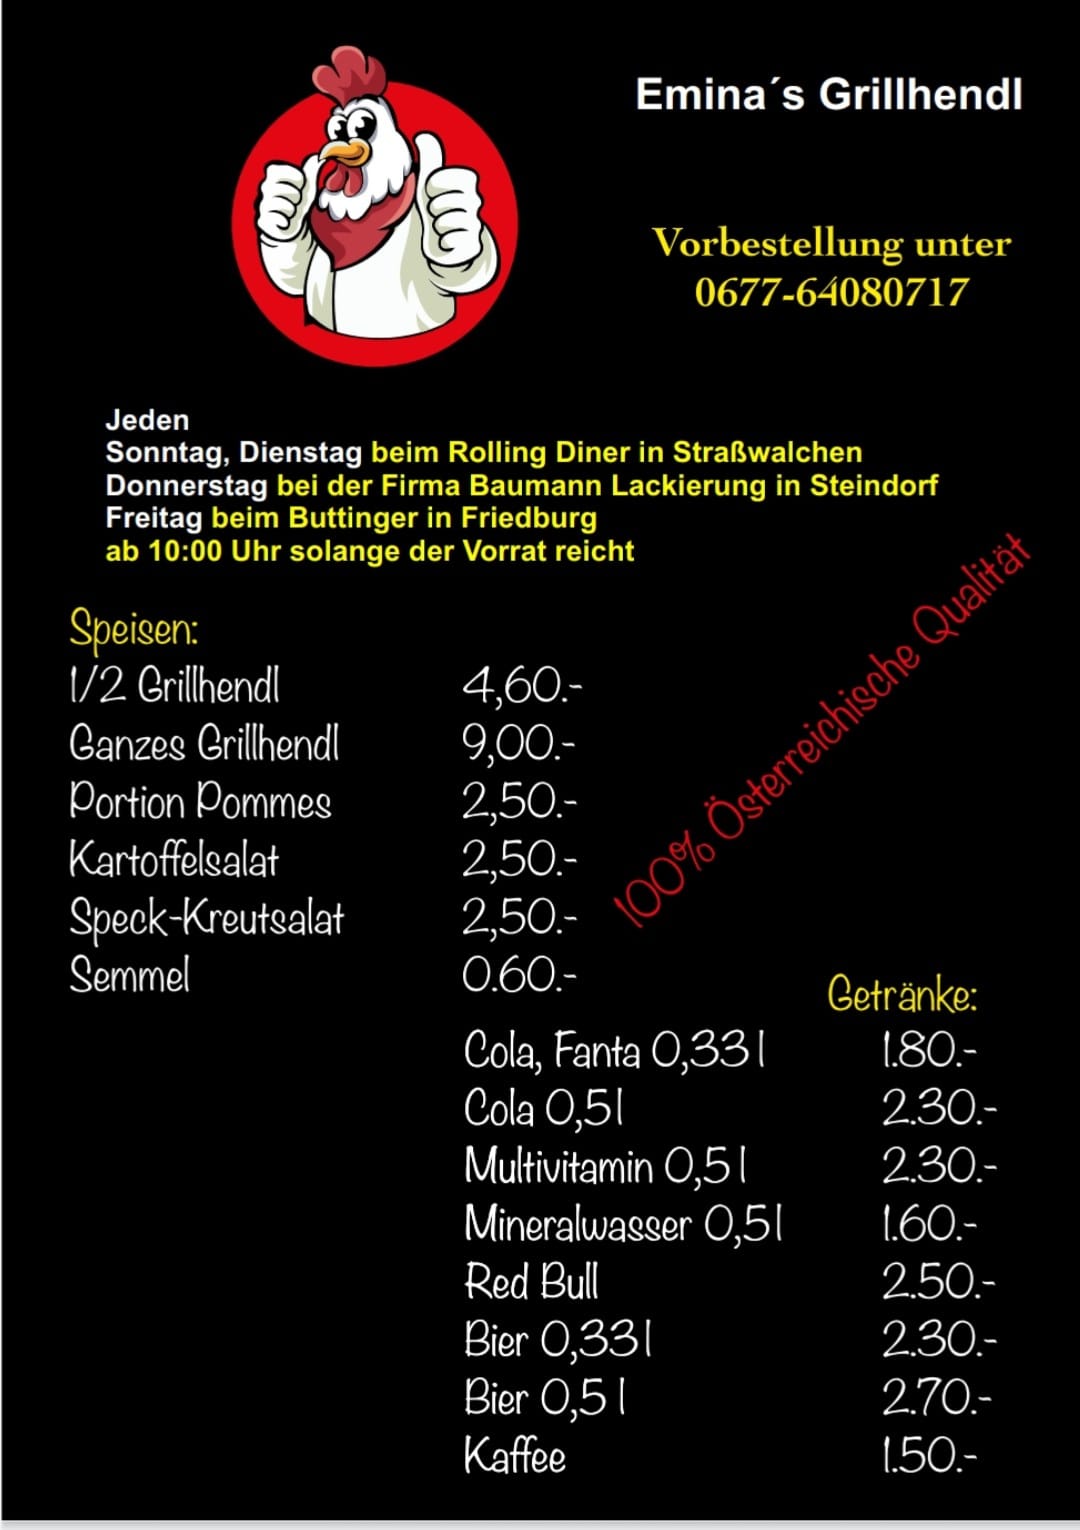 Emina´s Grillhendl
Vorbestellung unter
0677-64080717
Jeden
Sonntag, Dienstag beim Rolling Diner in Straßwalchen
Donnerstag bei der Firma Baumann Lackierung in Steindorf
Freitag beim Buttinger in Friedburg
ab 10:00 Uhr solange der Vorrat reicht
100% Österreichische Qualität
Speisen:
1/2 Grillhendl 4,60.-
Ganzes Grillhendl 9,00.-
Portion Pommes 2,50.-
Kartoffelsalat 2,50.-
Speck-Kreutsalat 2,50.-
Semmel 0.60.-
Getränke:
Cola, Fanta 0,33 l 1.80.-
Cola 0,5 l 2.30.-
Multivitamin 0,5 l 2.30.-
Mineralwasser 0,5 l 1.60.-
Red Bull 2.50.-
Bier 0,33 l 2.30.-
Bier 0,5 l 2.70.-
Kaffee 1.50.-